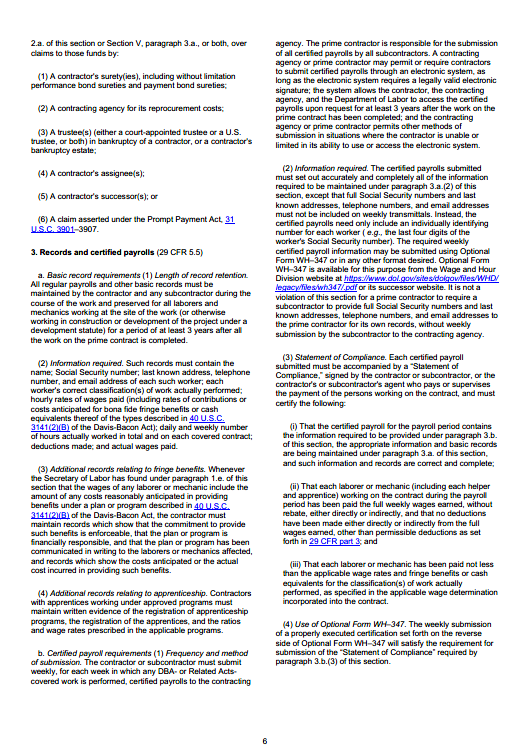 2.a. of this section or Section V, paragraph 3.a., or both, over
claims to those funds by:
(1) A contractor's surety(ies), including without limitation
performance bond sureties and payment bond sureties;
(2) A contracting agency for its reprocurement costs;
(3) A trustee(s) (either a court-appointed trustee or a U.S.
trustee, or both) in bankruptcy of a contractor, or a contractor's
bankruptcy estate;
(4) A contractor's assignee(s);
(5) A contractor's successor(s); or
(6) A claim asserted under the Prompt Payment Act, 31
U.S.C. 3901–3907.
3. Records and certified payrolls (29 CFR 5.5)
a. Basic record requirements (1) Length of record retention.
All regular payrolls and other basic records must be
maintained by the contractor and any subcontractor during the
course of the work and preserved for all laborers and
mechanics working at the site of the work (or otherwise
working in construction or development of the project under a
development statute) for a period of at least 3 years after all
the work on the prime contract is completed.
(2) Information required. Such records must contain the
name; Social Security number; last known address, telephone
number, and email address of each such worker; each
worker's correct classification(s) of work actually performed;
hourly rates of wages paid (including rates of contributions or
costs anticipated for bona fide fringe benefits or cash
equivalents thereof of the types described in 40 U.S.C.
3141(2)(B) of the Davis-Bacon Act); daily and weekly number
of hours actually worked in total and on each covered contract;
deductions made; and actual wages paid.
(3) Additional records relating to fringe benefits. Whenever
the Secretary of Labor has found under paragraph 1.e. of this
section that the wages of any laborer or mechanic include the
amount of any costs reasonably anticipated in providing
benefits under a plan or program described in 40 U.S.C.
3141(2)(B) of the Davis-Bacon Act, the contractor must
maintain records which show that the commitment to provide
such benefits is enforceable, that the plan or program is
financially responsible, and that the plan or program has been
communicated in writing to the laborers or mechanics affected,
and records which show the costs anticipated or the actual
cost incurred in providing such benefits.
(4) Additional records relating to apprenticeship. Contractors
with apprentices working under approved programs must
maintain written evidence of the registration of apprenticeship
programs, the registration of the apprentices, and the ratios
and wage rates prescribed in the applicable programs.
b. Certified payroll requirements (1) Frequency and method
of submission. The contractor or subcontractor must submit
weekly, for each week in which any DBA- or Related Acts-
covered work is performed, certified payrolls to the contracting
agency. The prime contractor is responsible for the submission
of all certified payrolls by all subcontractors. A contracting
agency or prime contractor may permit or require contractors
to submit certified payrolls through an electronic system, as
long as the electronic system requires a legally valid electronic
signature; the system allows the contractor, the contracting
agency, and the Department of Labor to access the certified
payrolls upon request for at least 3 years after the work on the
prime contract has been completed; and the contracting
agency or prime contractor permits other methods of
submission in situations where the contractor is unable or
limited in its ability to use or access the electronic system.
(2) Information required. The certified payrolls submitted
must set out accurately and completely all of the information
required to be maintained under paragraph 3.a.(2) of this
section, except that full Social Security numbers and last
known addresses, telephone numbers, and email addresses
must not be included on weekly transmittals. Instead, the
certified payrolls need only include an individually identifying
number for each worker ( e.g., the last four digits of the
worker's Social Security number). The required weekly
certified payroll information may be submitted using Optional
Form WH–347 or in any other format desired. Optional Form
WH–347 is available for this purpose from the Wage and Hour
Division website at https://www.dol.gov/sites/dolgov/files/WHD/
legacy/files/wh347/.pdf or its successor website. It is not a
violation of this section for a prime contractor to require a
subcontractor to provide full Social Security numbers and last
known addresses, telephone numbers, and email addresses to
the prime contractor for its own records, without weekly
submission by the subcontractor to the contracting agency.
(3) Statement of Compliance. Each certified payroll
submitted must be accompanied by a "Statement of
Compliance," signed by the contractor or subcontractor, or the
contractor's or subcontractor's agent who pays or supervises
the payment of the persons working on the contract, and must
certify the following:
(i) That the certified payroll for the payroll period contains
the information required to be provided under paragraph 3.b.
of this section, the appropriate information and basic records
are being maintained under paragraph 3.a. of this section,
and such information and records are correct and complete;
(ii) That each laborer or mechanic (including each helper
and apprentice) working on the contract during the payroll
period has been paid the full weekly wages earned, without
rebate, either directly or indirectly, and that no deductions
have been made either directly or indirectly from the full
wages earned, other than permissible deductions as set
forth in 29 CFR part 3; and
(iii) That each laborer or mechanic has been paid not less
than the applicable wage rates and fringe benefits or cash
equivalents for the classification(s) of work actually
performed, as specified in the applicable wage determination
incorporated into the contract.
(4) Use of Optional Form WH–347. The weekly submission
of a properly executed certification set forth on the reverse
side of Optional Form WH–347 will satisfy the requirement for
submission of the "Statement of Compliance" required by
paragraph 3.b.(3) of this section.
6